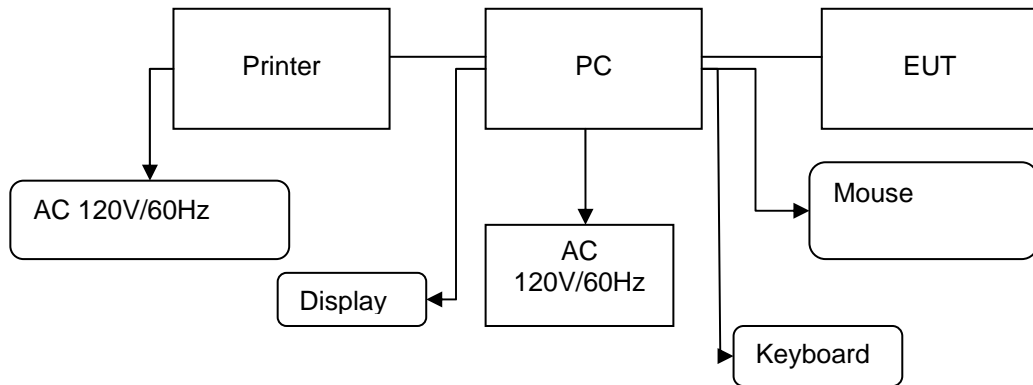 Printer
PC
EUT
AC 120V/60Hz
Mouse
AC
120V/60Hz
Display
Keyboard